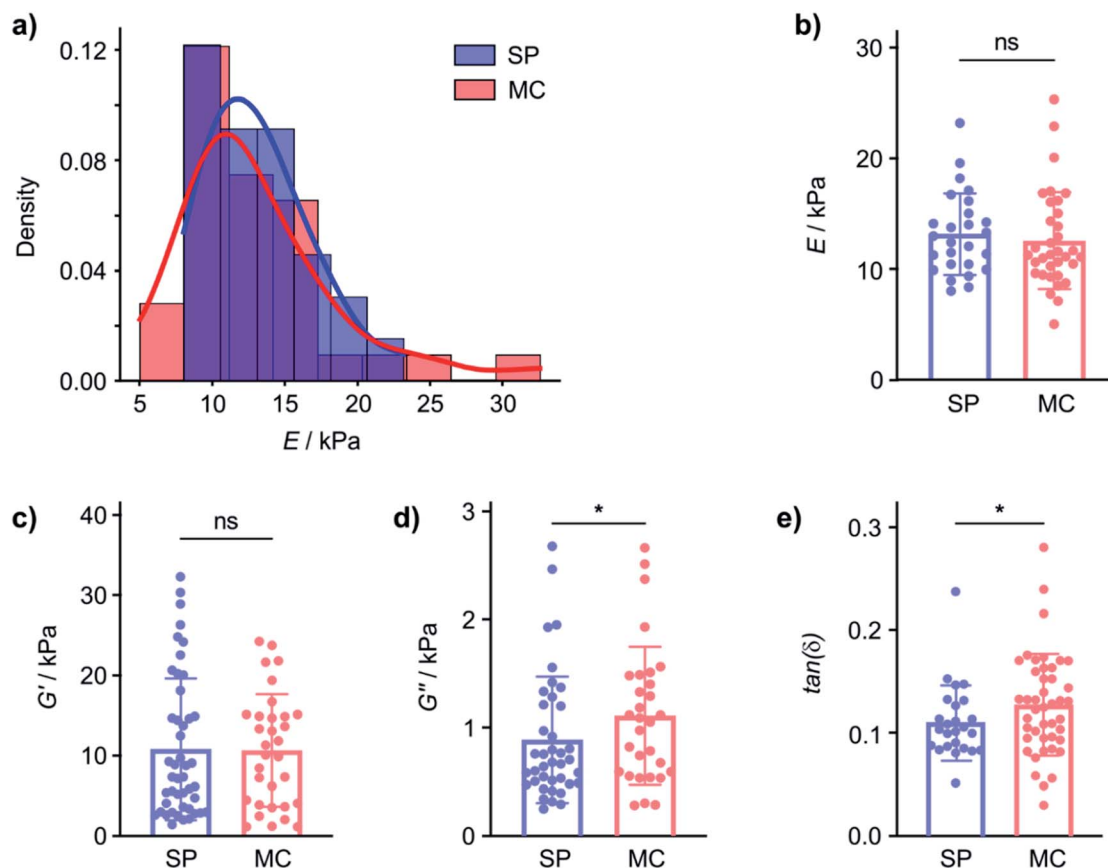 a)
0.12
0.08
0.04
0.00
Density
5 10 15 20 25 30
E / kPa
SP
MC
b)
ns
30
20
10
0
E / kPa
SP MC
c)
ns
40
30
20
10
0
G' / kPa
SP MC
d)
*
3
2
1
0
G'' / kPa
SP MC
e)
*
0.3
0.2
0.1
0.0
tan(δ)
SP MC